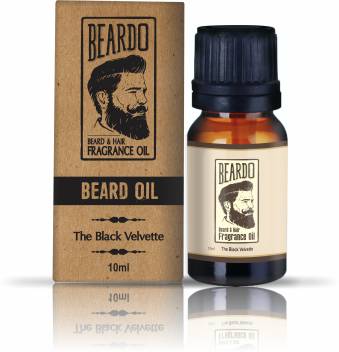 BEARDO
BEARD & HAIR
FRAGRANCE OIL
BEARD OIL
The Black Velvette
10ml
BEARDO
Beard & Hair
Fragrance Oil
10ml The Black Velvette